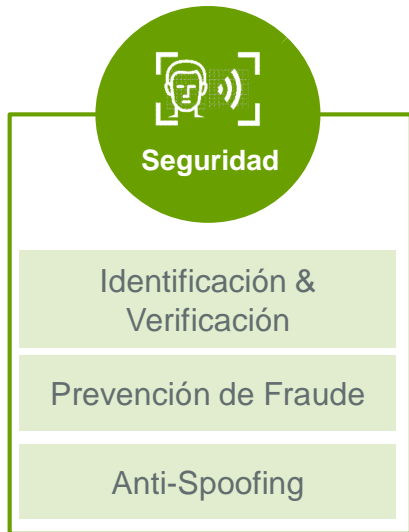 Seguridad
Identificación &
Verificación
Prevención de Fraude
Anti-Spoofing